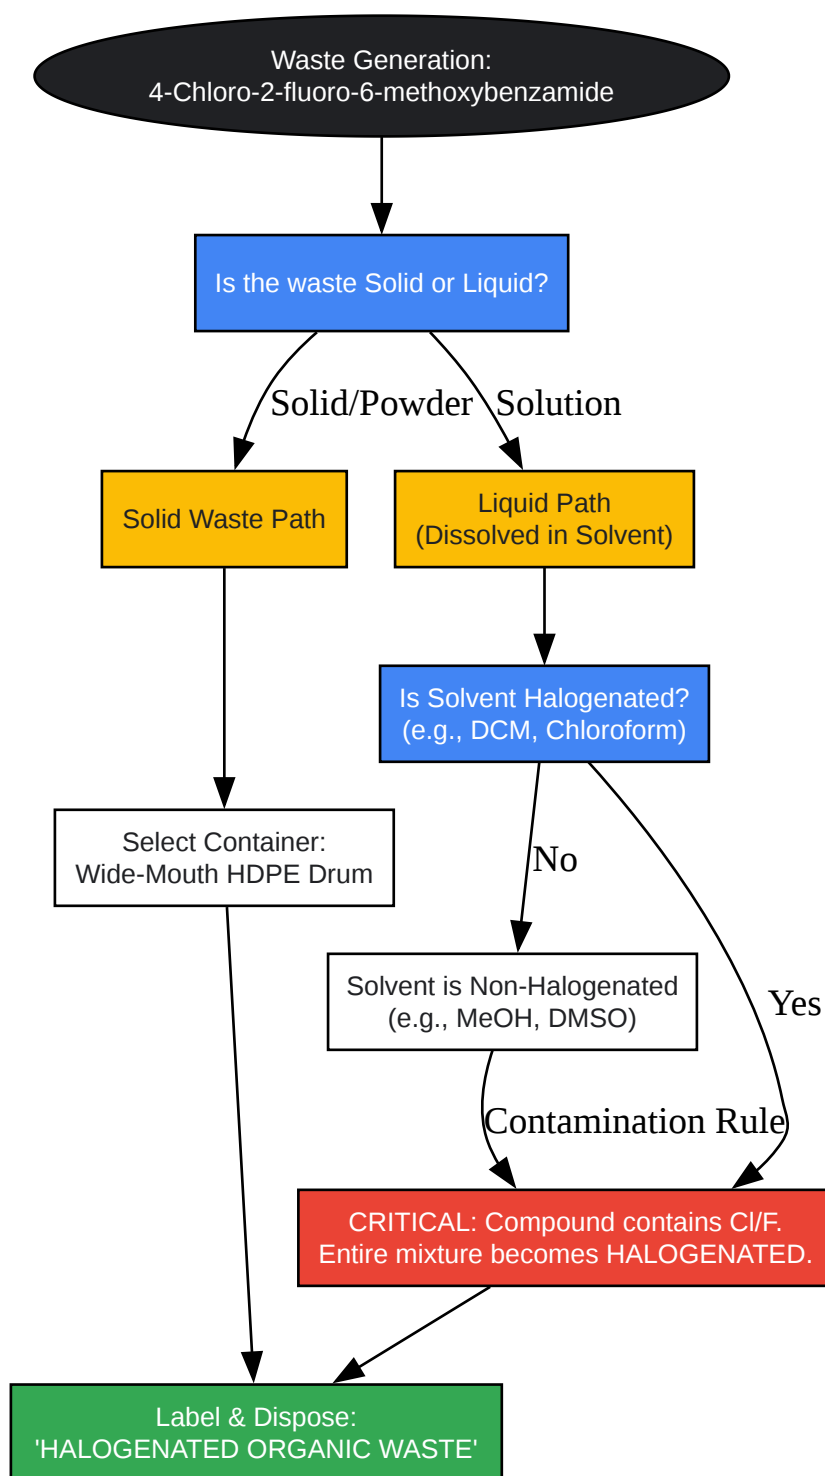 Waste Generation:
4-Chloro-2-fluoro-6-methoxybenzamide
Is the waste Solid or Liquid?
Solid/Powder
Solution
Solid Waste Path
Liquid Path
(Dissolved in Solvent)
Is Solvent Halogenated?
(e.g., DCM, Chloroform)
Select Container:
Wide-Mouth HDPE Drum
No
Solvent is Non-Halogenated
(e.g., MeOH, DMSO)
Yes
Contamination Rule
CRITICAL: Compound contains Cl/F.
Entire mixture becomes HALOGENATED.
Label & Dispose:
'HALOGENATED ORGANIC WASTE'